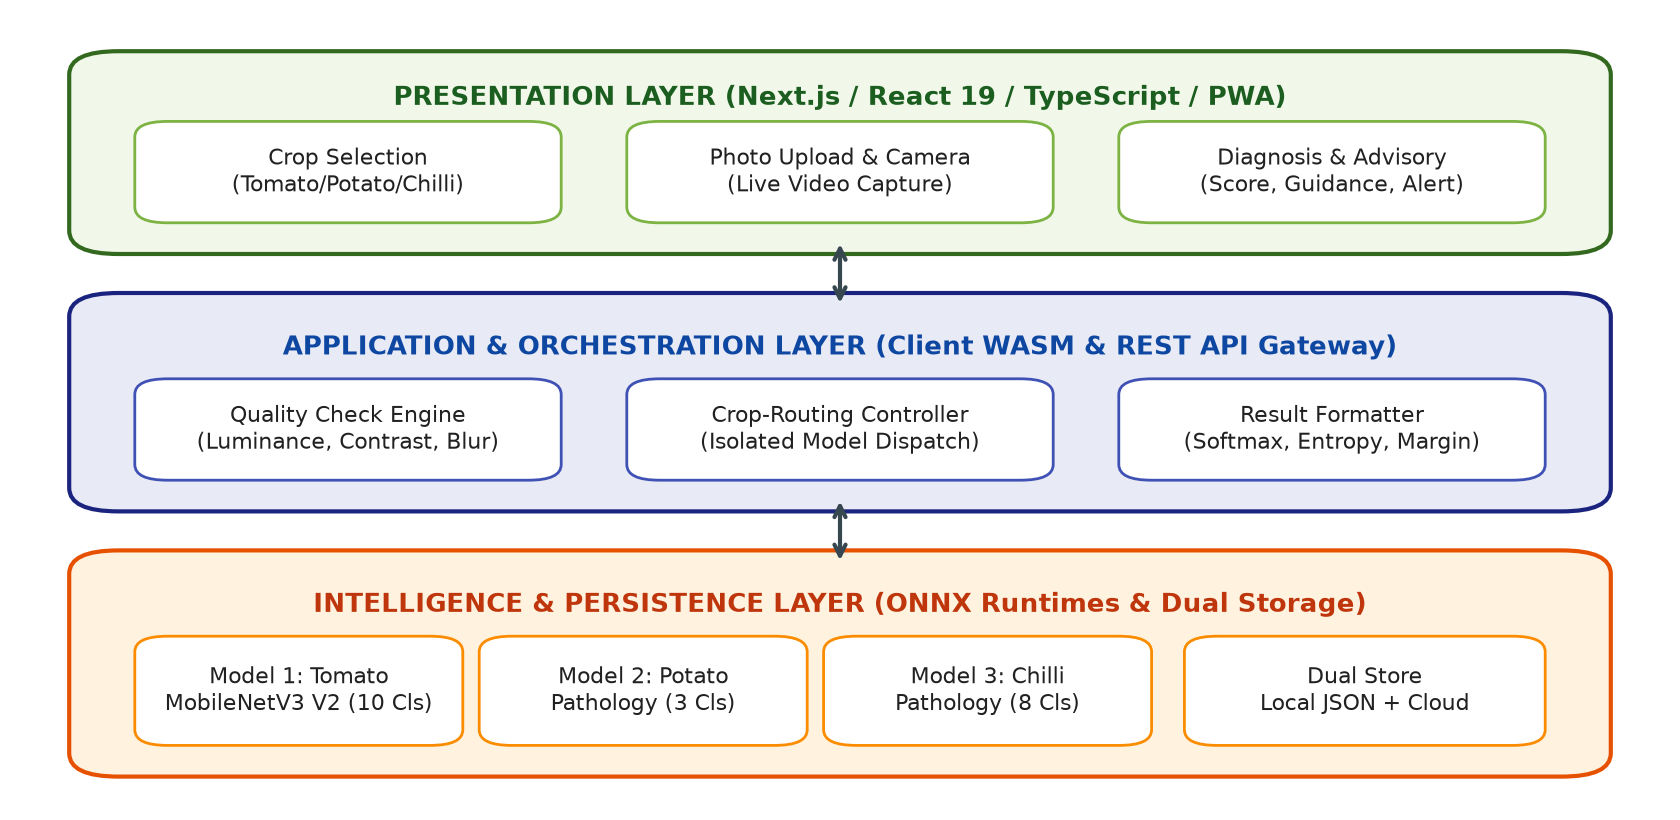 PRESENTATION LAYER (Next.js / React 19 / TypeScript / PWA)
Crop Selection
(Tomato/Potato/Chilli)
Photo Upload & Camera
(Live Video Capture)
Diagnosis & Advisory
(Score, Guidance, Alert)
APPLICATION & ORCHESTRATION LAYER (Client WASM & REST API Gateway)
Quality Check Engine
(Luminance, Contrast, Blur)
Crop-Routing Controller
(Isolated Model Dispatch)
Result Formatter
(Softmax, Entropy, Margin)
INTELLIGENCE & PERSISTENCE LAYER (ONNX Runtimes & Dual Storage)
Model 1: Tomato
MobileNetV3 V2 (10 Cls)
Model 2: Potato
Pathology (3 Cls)
Model 3: Chilli
Pathology (8 Cls)
Dual Store
Local JSON + Cloud